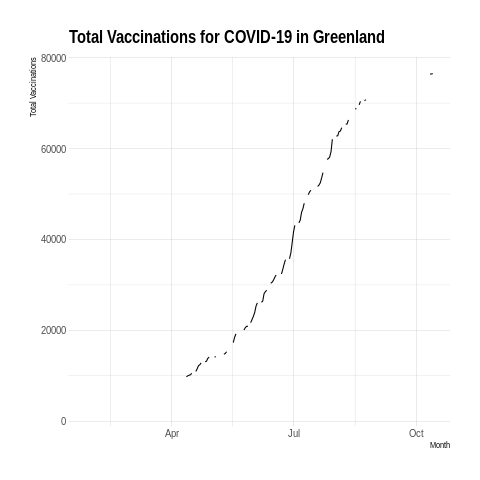 Total Vaccinations for COVID-19 in Greenland
Total Vaccinations
80000
60000
40000
20000
0
Apr Jul Oct
Month